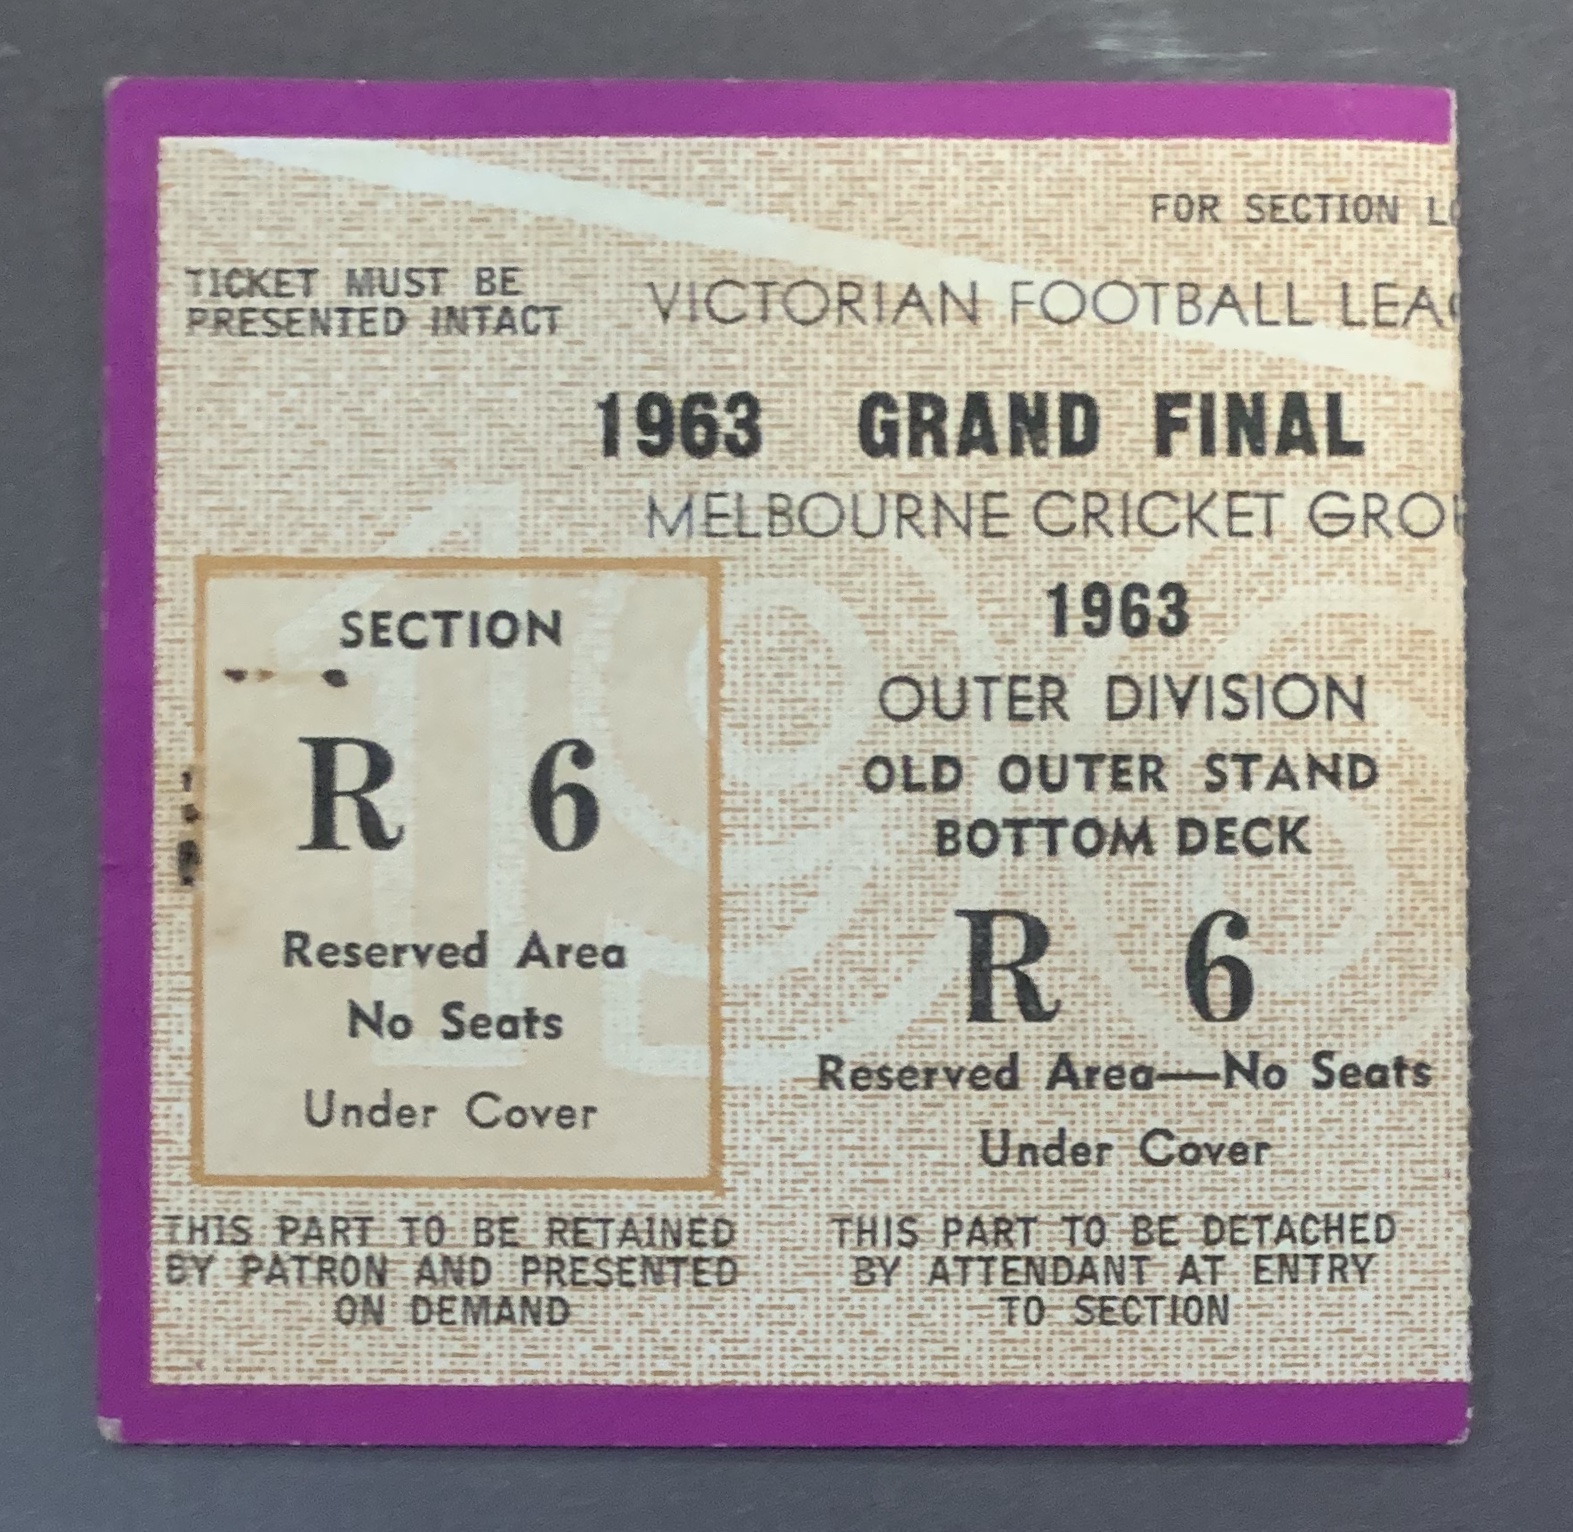 FOR SECTION
TICKET MUST BE
PRESENTED INTACT
VICTORIAN FOOTBALL LEAG
1963 GRAND FINAL
MELBOURNE CRICKET GROU
SECTION
R 6
Reserved Area
No Seats
Under Cover
1963
OUTER DIVISION
OLD OUTER STAND
BOTTOM DECK
R 6
Reserved Area—No Seats
Under Cover
THIS PART TO BE RETAINED
BY PATRON AND PRESENTED
ON DEMAND
THIS PART TO BE DETACHED
BY ATTENDANT AT ENTRY
TO SECTION